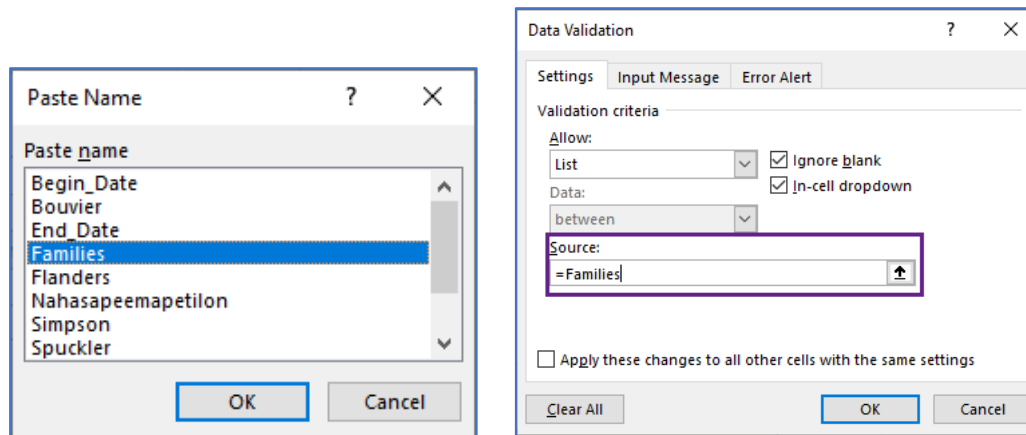 Paste Name ? ×
Paste name
Begin_Date
Bouvier
End_Date
Families
Flanders
Nahasapeemapetilon
Simpson
Spuckler
OK Cancel
Data Validation ? ×
Settings Input Message Error Alert
Validation criteria
Allow:
List
Ignore blank
In-cell dropdown
Data:
between
Source:
=Families
Apply these changes to all other cells with the same settings
Clear All OK Cancel